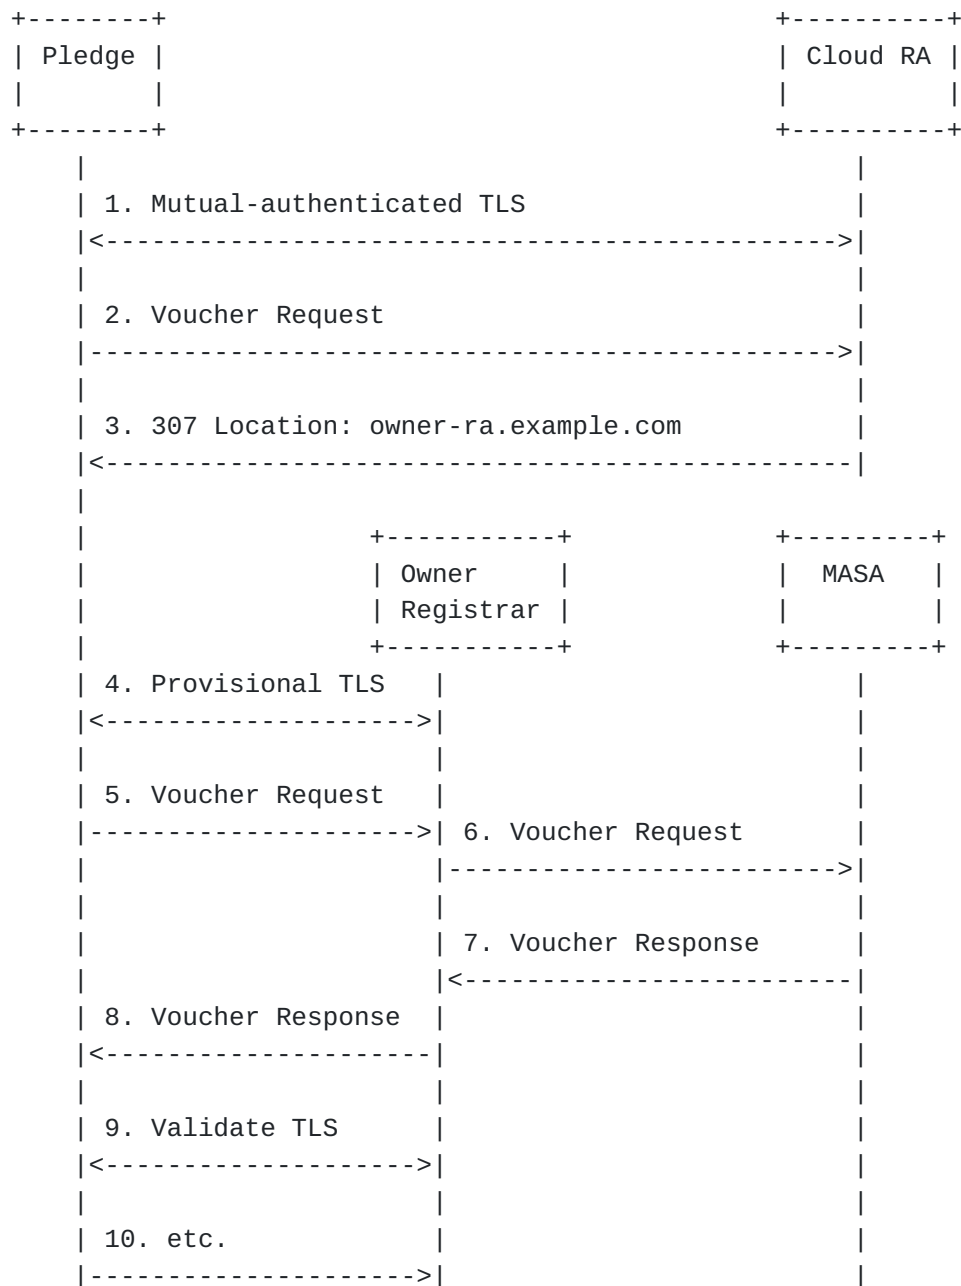 +--------+                                       +----------+
| Pledge |                                       | Cloud RA |
|        |                                       |          |
+--------+                                       +----------+
    |                                                 |
    | 1. Mutual-authenticated TLS                     |
    |<----------------------------------------------->|
    |                                                 |
    | 2. Voucher Request                              |
    |------------------------------------------------>|
    |                                                 |
    | 3. 307 Location: owner-ra.example.com           |
    |<------------------------------------------------|
    |
    |                  +-----------+             +---------+
    |                  | Owner     |             |  MASA   |
    |                  | Registrar |             |         |
    |                  +-----------+             +---------+
    | 4. Provisional TLS   |                          |
    |<-------------------->|                          |
    |                      |                          |
    | 5. Voucher Request   |                          |
    |--------------------->| 6. Voucher Request       |
    |                      |------------------------->|
    |                      |                          |
    |                      | 7. Voucher Response      |
    |                      |<-------------------------|
    | 8. Voucher Response  |                          |
    |<---------------------|                          |
    |                      |                          |
    | 9. Validate TLS      |                          |
    |<-------------------->|                          |
    |                      |                          |
    | 10. etc.             |                          |
    |--------------------->|                          |